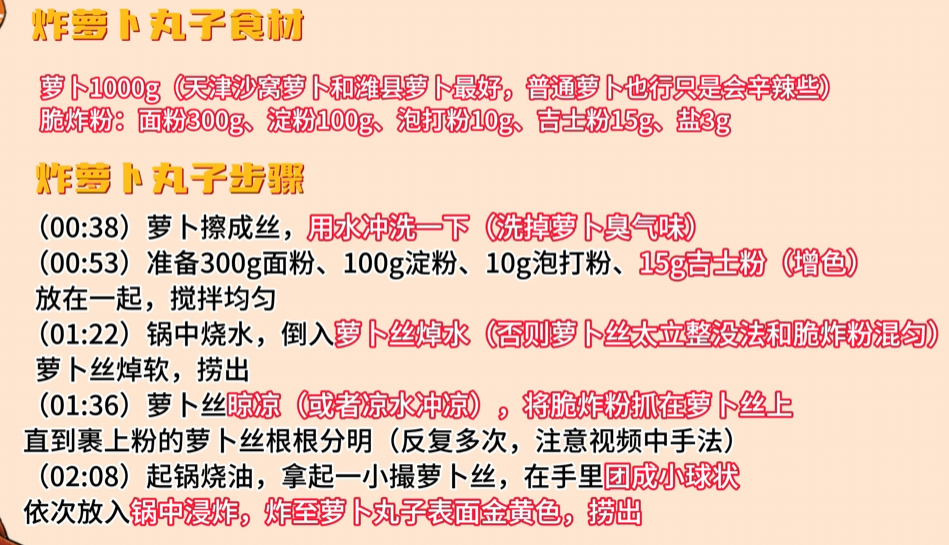 炸萝卜丸子食材
萝卜1000g（天津沙窝萝卜和潍县萝卜最好，普通萝卜也行只是会辛辣些）
脆炸粉：面粉300g、淀粉100g、泡打粉10g、吉士粉15g、盐3g
炸萝卜丸子步骤
（00:38）萝卜擦成丝，用水冲洗一下（洗掉萝卜臭气味）
（00:53）准备300g面粉、100g淀粉、10g泡打粉、15g吉士粉（增色）
放在一起，搅拌均匀
（01:22）锅中烧水，倒入萝卜丝焯水（否则萝卜丝太立整没法和脆炸粉混匀）
萝卜丝焯软，捞出
（01:36）萝卜丝晾凉（或者凉水冲凉），将脆炸粉抓在萝卜丝上
直到裹上粉的萝卜丝根根分明（反复多次，注意视频中手法）
（02:08）起锅烧油，拿起一小撮萝卜丝，在手里团成小球状
依次放入锅中浸炸，炸至萝卜丸子表面金黄色，捞出